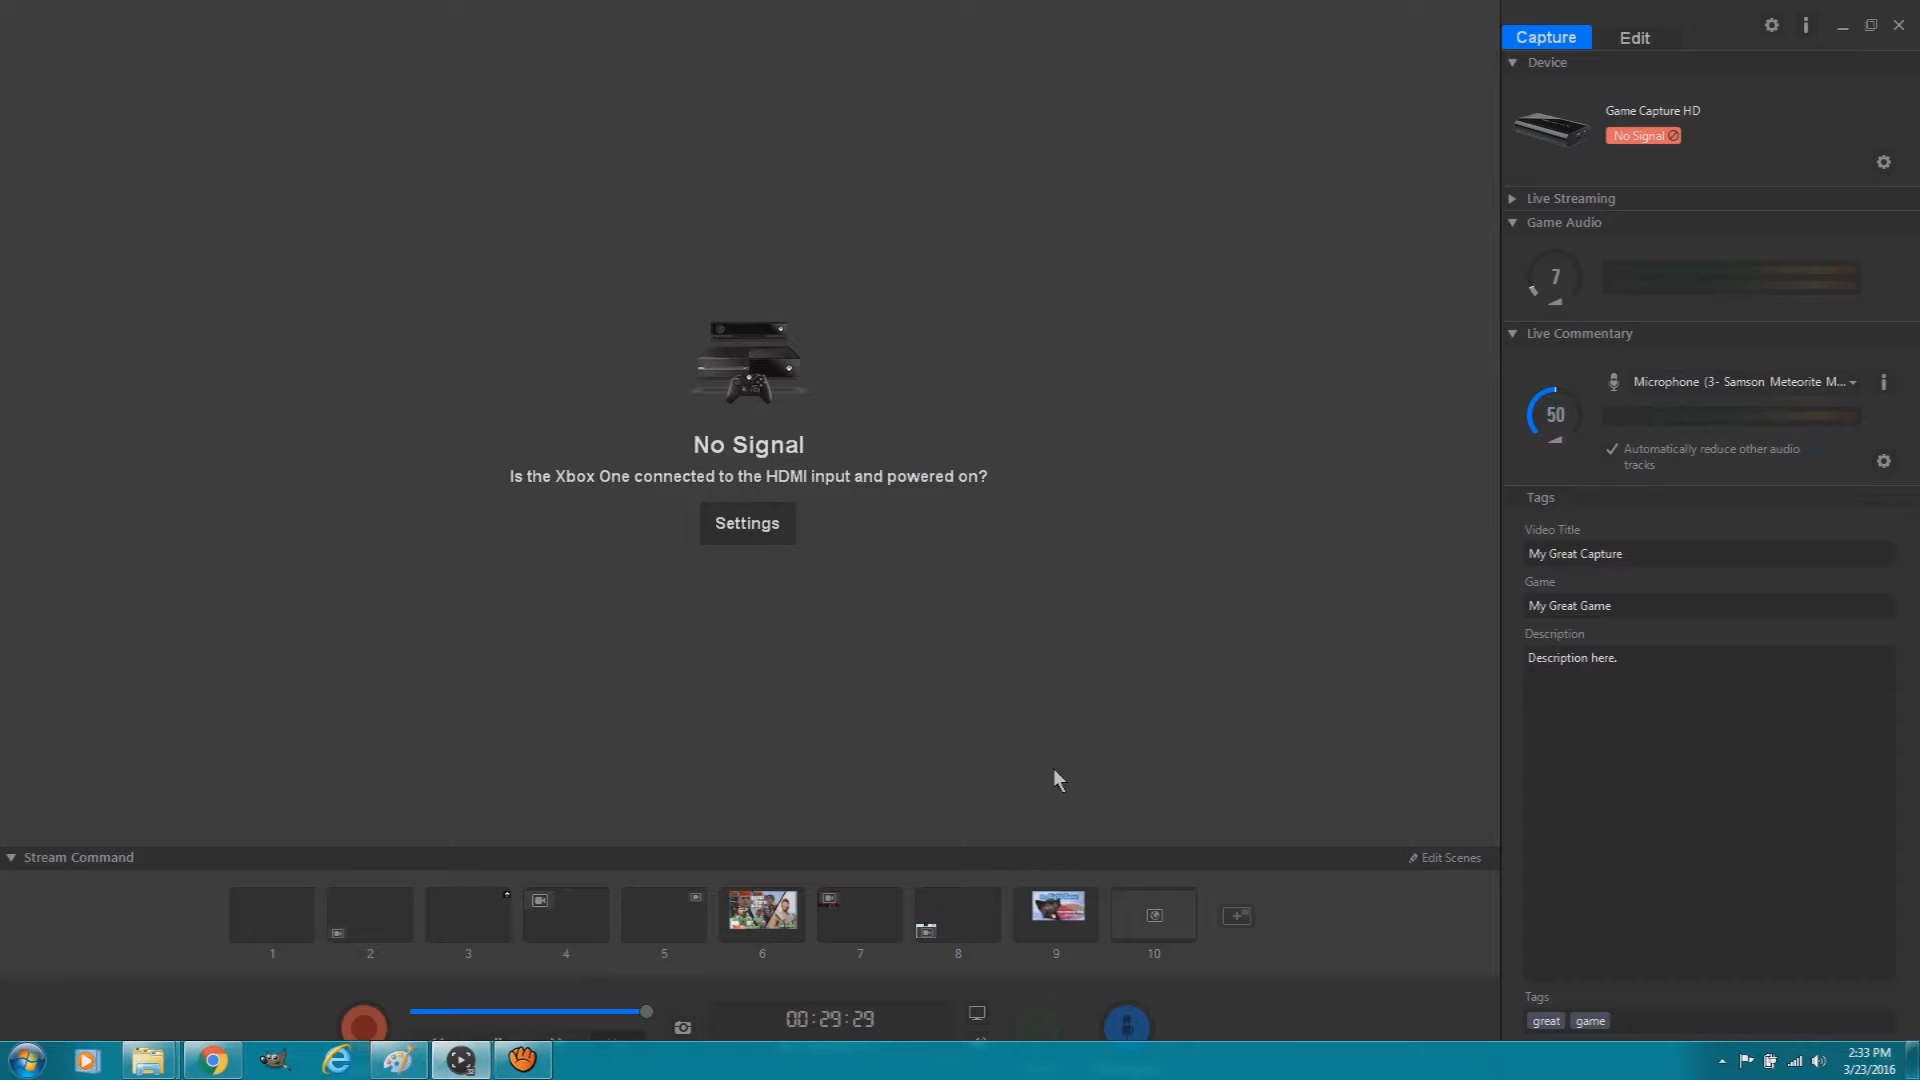 Capture
Edit
Device
Game Capture HD
No Signal
Live Streaming
Game Audio
7
Live Commentary
Microphone (3- Samson Meteorite M...
50
Automatically reduce other audio
tracks
Tags
Video Title
My Great Capture
Game
My Great Game
Description
Description here.
Tags
great game
No Signal
Is the Xbox One connected to the HDMI input and powered on?
Settings
Stream Command
Edit Scenes
1 2 3 4 5 6 7 8 9 10
00:29:29
2:33 PM
3/23/2016